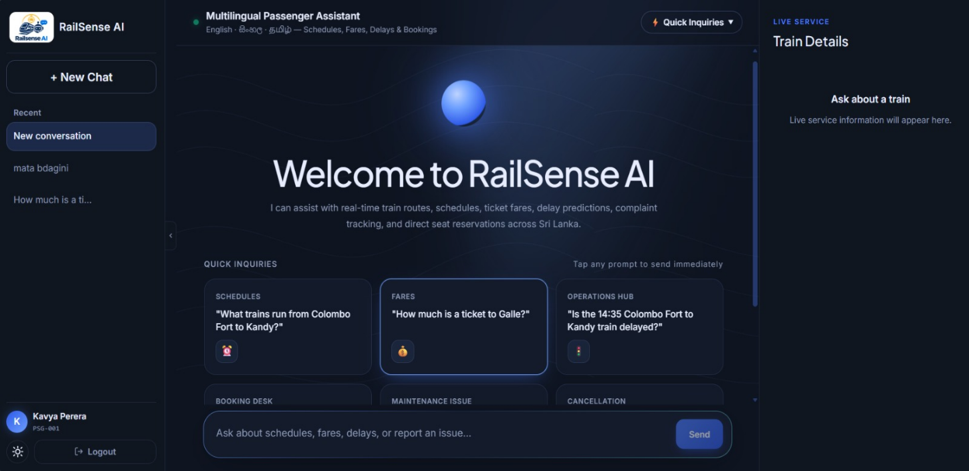 Railsense AI
RailSense AI
+ New Chat
Recent
New conversation
mata bdagini
How much is a ti...
Kavya Perera
PSG-001
Logout
K
Multilingual Passenger Assistant
English · සිංහල · தமிழ் — Schedules, Fares, Delays & Bookings
Quick Inquiries ▼
Welcome to RailSense AI
I can assist with real-time train routes, schedules, ticket fares, delay predictions, complaint
tracking, and direct seat reservations across Sri Lanka.
QUICK INQUIRIES
Tap any prompt to send immediately
SCHEDULES
"What trains run from Colombo
Fort to Kandy?"
FARES
"How much is a ticket to Galle?"
OPERATIONS HUB
"Is the 14:35 Colombo Fort to
Kandy train delayed?"
BOOKING DESK
MAINTENANCE ISSUE
CANCELLATION
Ask about schedules, fares, delays, or report an issue...
Send
LIVE SERVICE
Train Details
Ask about a train
Live service information will appear here.